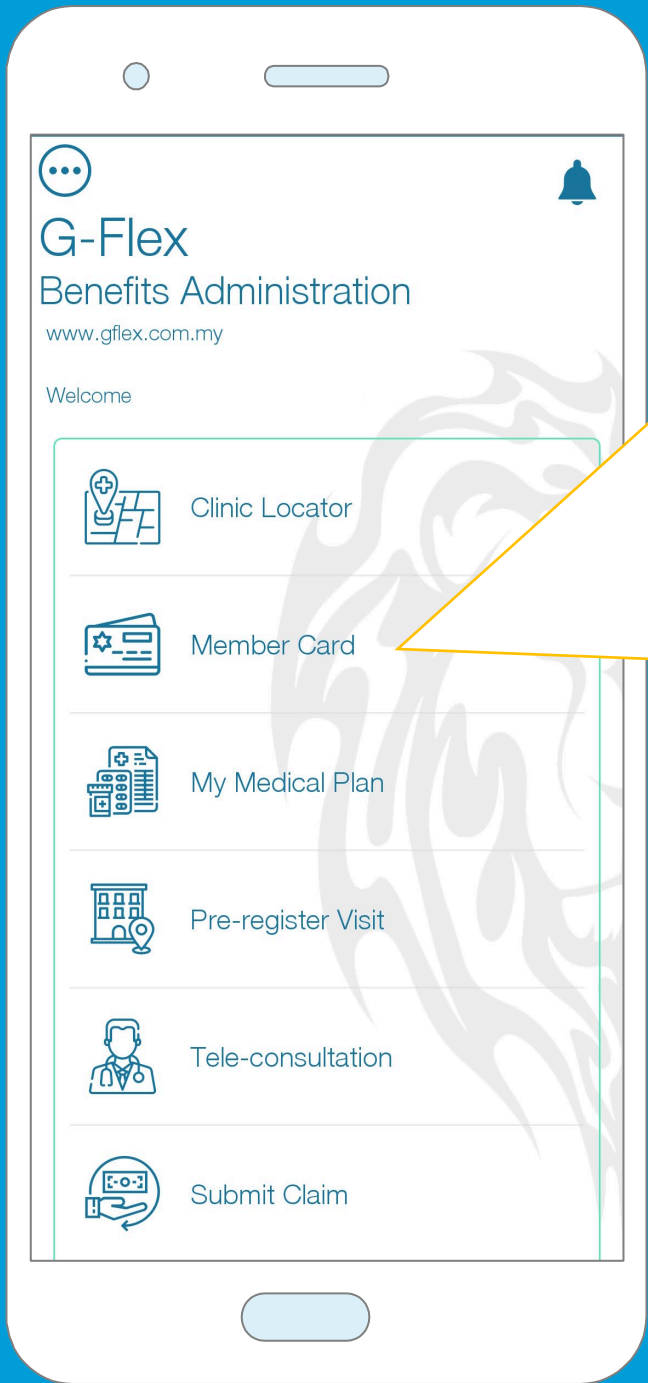 G-Flex
Benefits Administration
www.gflex.com.my
Welcome
Clinic Locator
Member Card
My Medical Plan
Pre-register Visit
Tele-consultation
Submit Claim